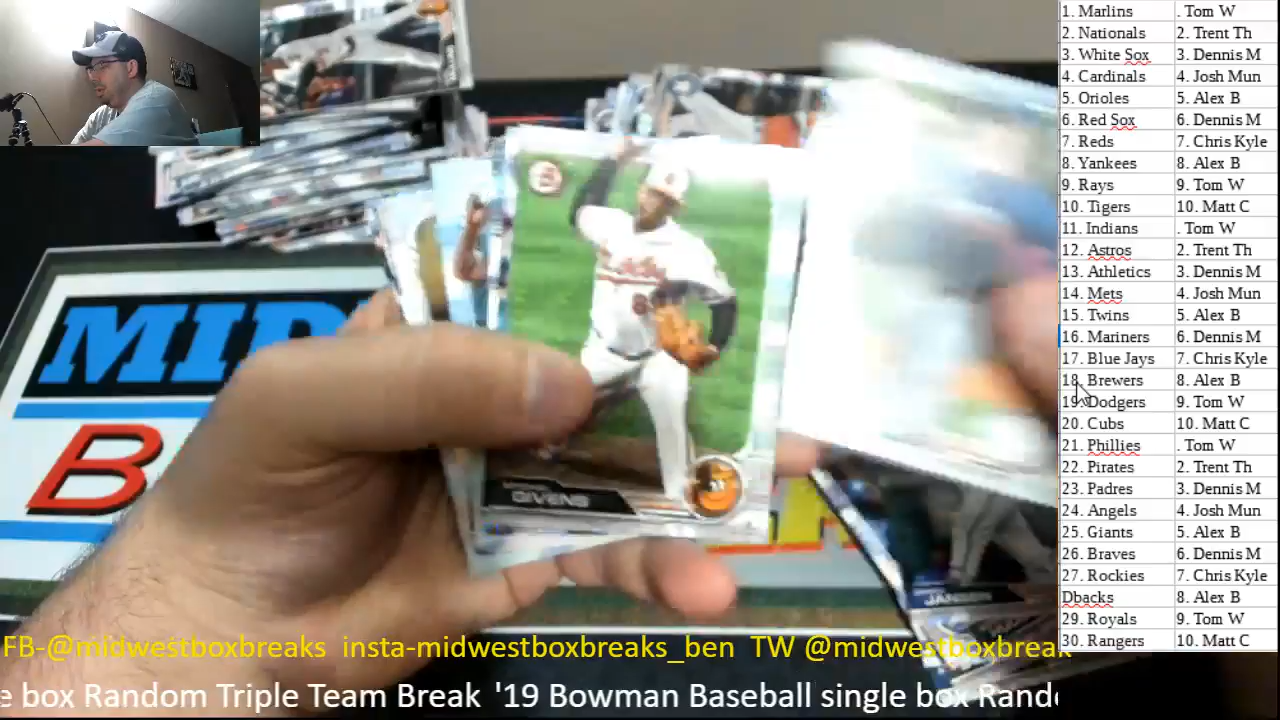 1. Marlins . Tom W
2. Nationals 2. Trent Th
3. White Sox 3. Dennis M
4. Cardinals 4. Josh Mun
5. Orioles 5. Alex B
6. Red Sox 6. Dennis M
7. Reds 7. Chris Kyle
8. Yankees 8. Alex B
9. Rays 9. Tom W
10. Tigers 10. Matt C
11. Indians . Tom W
12. Astros 2. Trent Th
13. Athletics 3. Dennis M
14. Mets 4. Josh Mun
15. Twins 5. Alex B
16. Mariners 6. Dennis M
17. Blue Jays 7. Chris Kyle
18. Brewers 8. Alex B
19. Dodgers 9. Tom W
20. Cubs 10. Matt C
21. Phillies . Tom W
22. Pirates 2. Trent Th
23. Padres 3. Dennis M
24. Angels 4. Josh Mun
25. Giants 5. Alex B
26. Braves 6. Dennis M
27. Rockies 7. Chris Kyle
Dbacks 8. Alex B
29. Royals 9. Tom W
30. Rangers 10. Matt C
MID
B
GIVENS
JANSEN
FB-@midwestboxbreaks insta-midwestboxbreaks_ben TW @midwestboxbreak
e box Random Triple Team Break '19 Bowman Baseball single box Rand